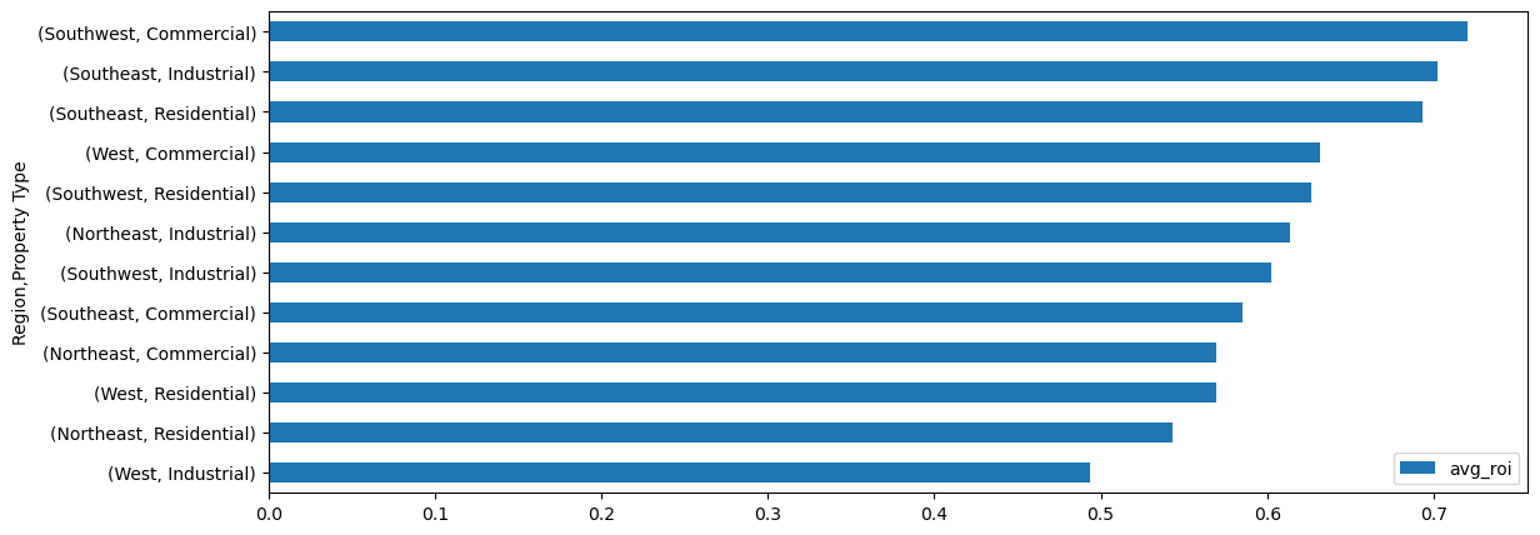 (Southwest, Commercial)
(Southeast, Industrial)
(Southeast, Residential)
(West, Commercial)
(Southwest, Residential)
(Northeast, Industrial)
(Southwest, Industrial)
(Southeast, Commercial)
(Northeast, Commercial)
(West, Residential)
(Northeast, Residential)
(West, Industrial)
Region,Property Type
avg_roi
0.0 0.1 0.2 0.3 0.4 0.5 0.6 0.7